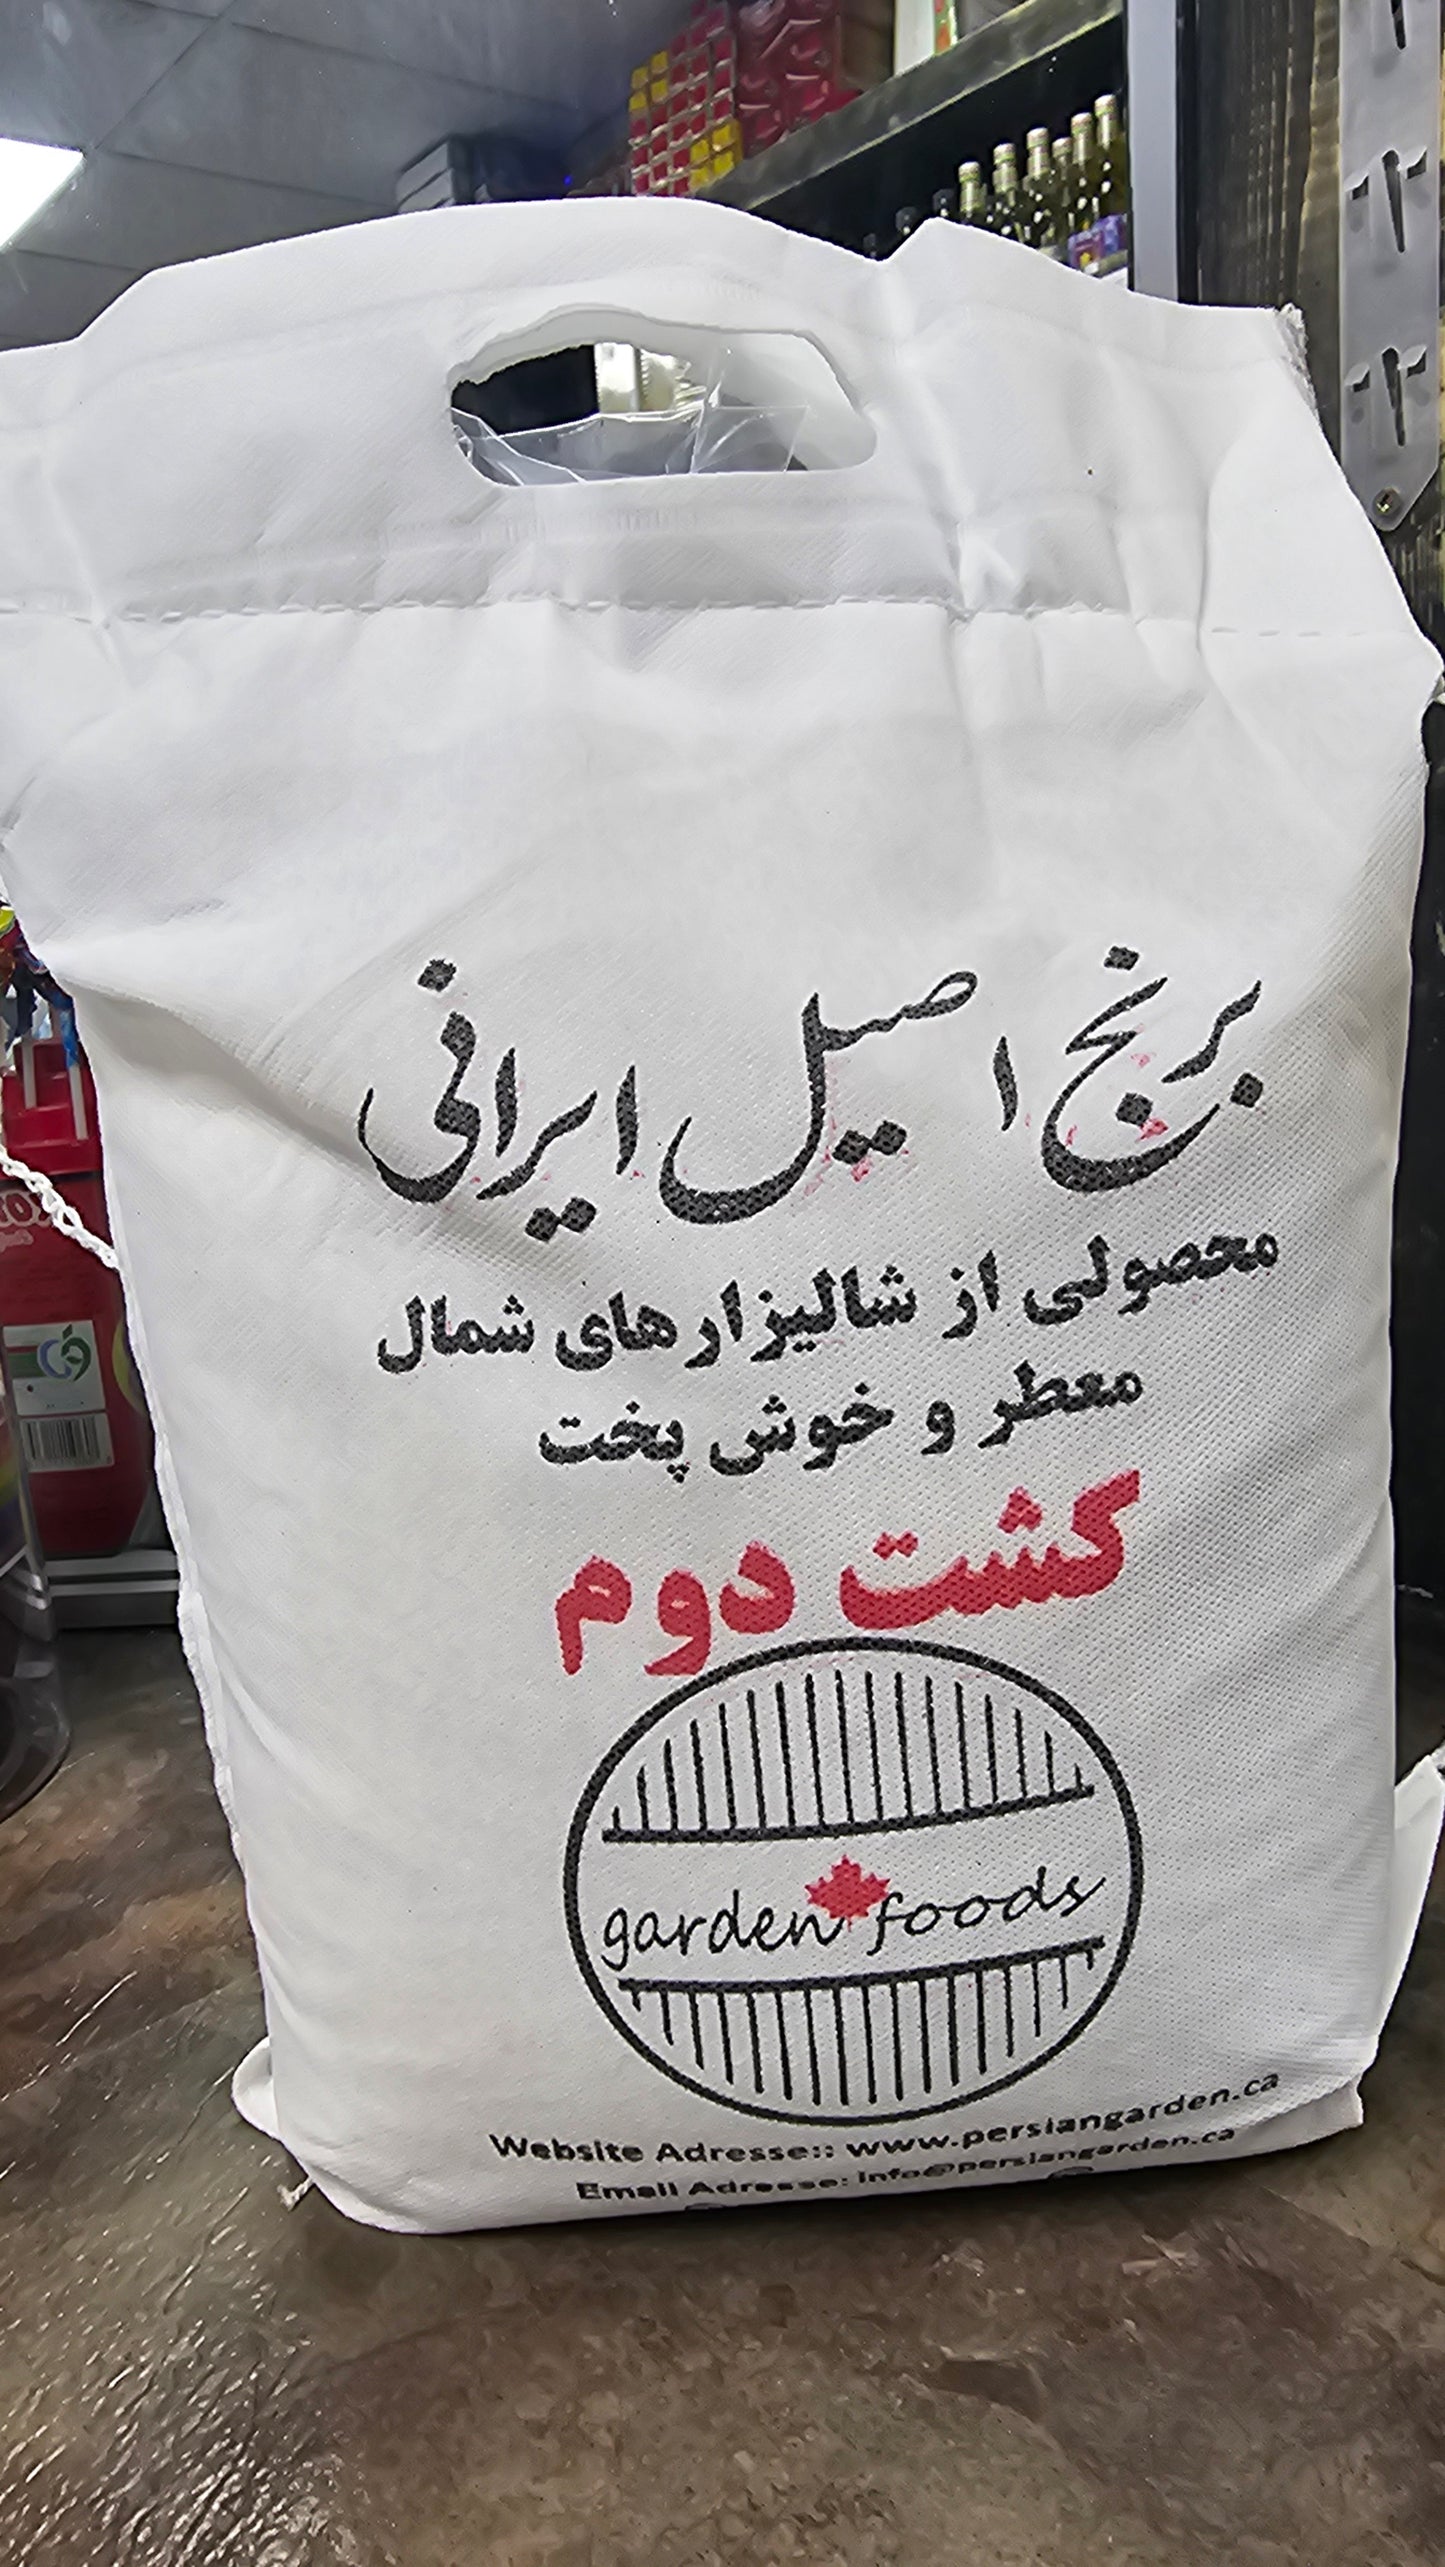 برنج اصیل ایرانی
محصولی از شالیزارهای شمال
معطر و خوش پخت
کشت دوم
garden foods
Website Adresse:: www.persiangarden.ca
Email Adresse: info@persiangarden.ca